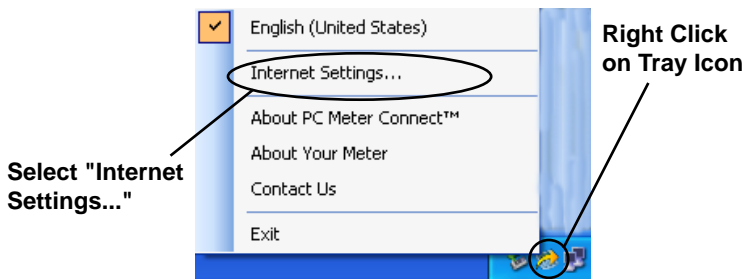 English (United States)
Right Click
on Tray Icon
Internet Settings...
About PC Meter Connect™
About Your Meter
Select "Internet
Settings..."
Contact Us
Exit